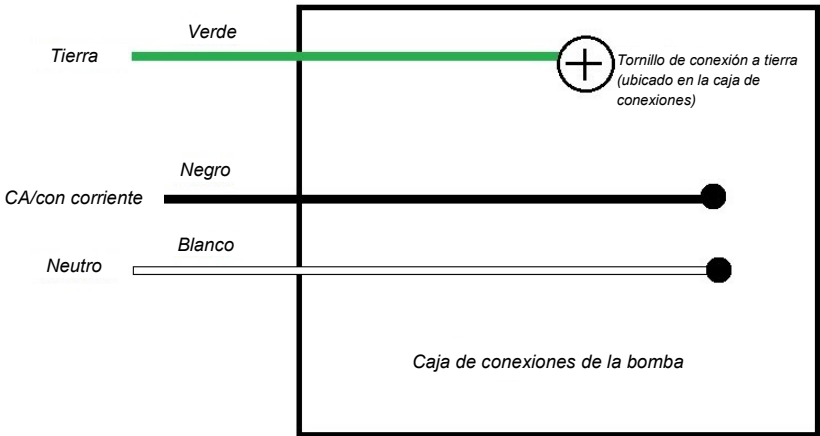 Verde
Tierra
Tornillo de conexión a tierra
(ubicado en la caja de
conexiones)
Negro
CA/con corriente
Blanco
Neutro
Caja de conexiones de la bomba